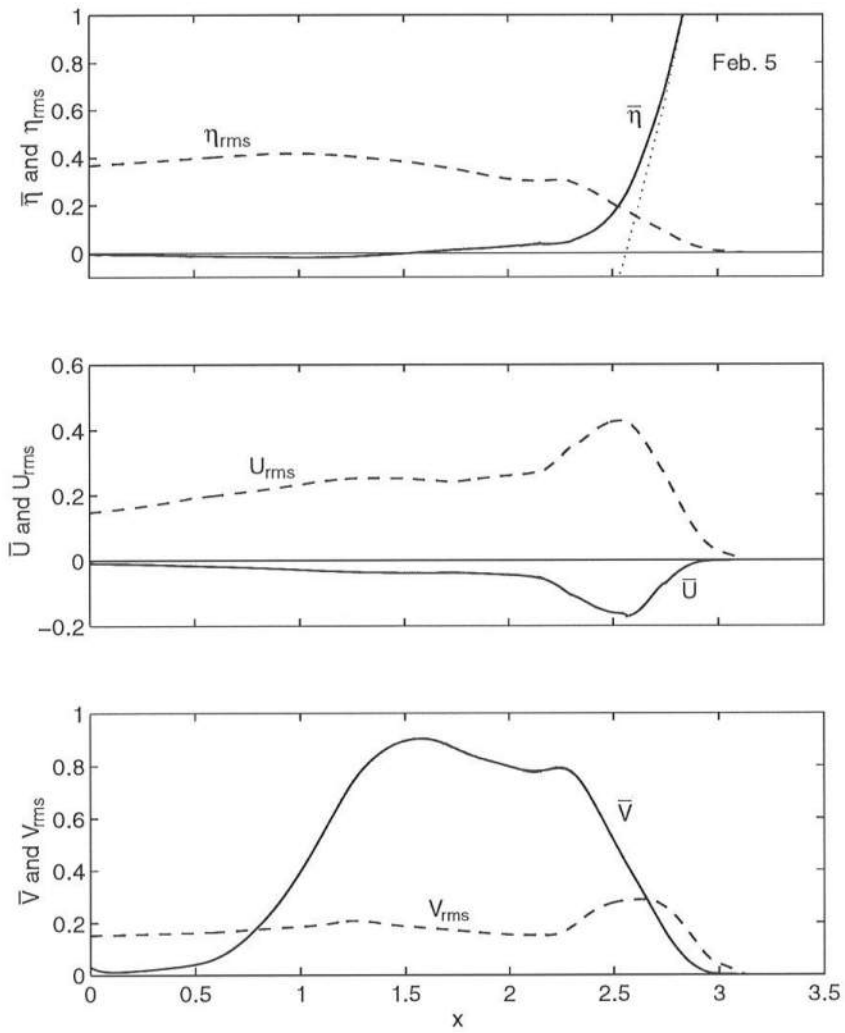 1
0.8
0.6
0.4
0.2
0
η̅ and η_rms
Feb. 5
η̅
η_rms
0.6
0.4
0.2
0
−0.2
U̅ and U_rms
U_rms
U̅
1
0.8
0.6
0.4
0.2
0
V̅ and V_rms
V̅
V_rms
0 0.5 1 1.5 2 2.5 3 3.5
x